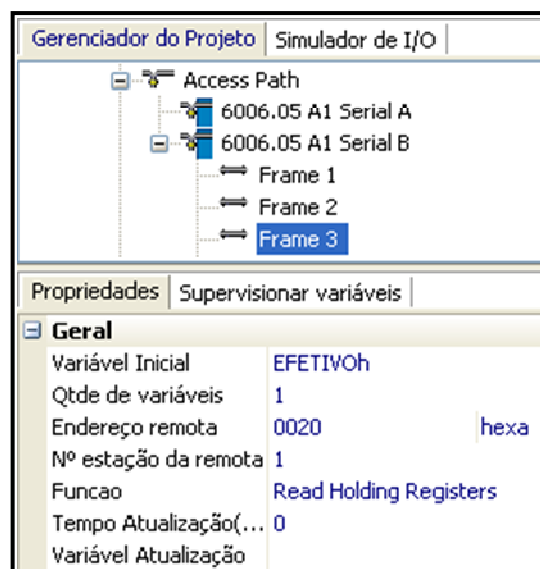 Gerenciador do Projeto Simulador de I/O
Access Path
6006.05 A1 Serial A
6006.05 A1 Serial B
Frame 1
Frame 2
Frame 3
Propriedades Supervisionar variáveis
Geral
Variável Inicial EFETIVOh
Qtde de variáveis 1
Endereço remota 0020 hexa
Nº estação da remota 1
Funcao Read Holding Registers
Tempo Atualização(... 0
Variável Atualização